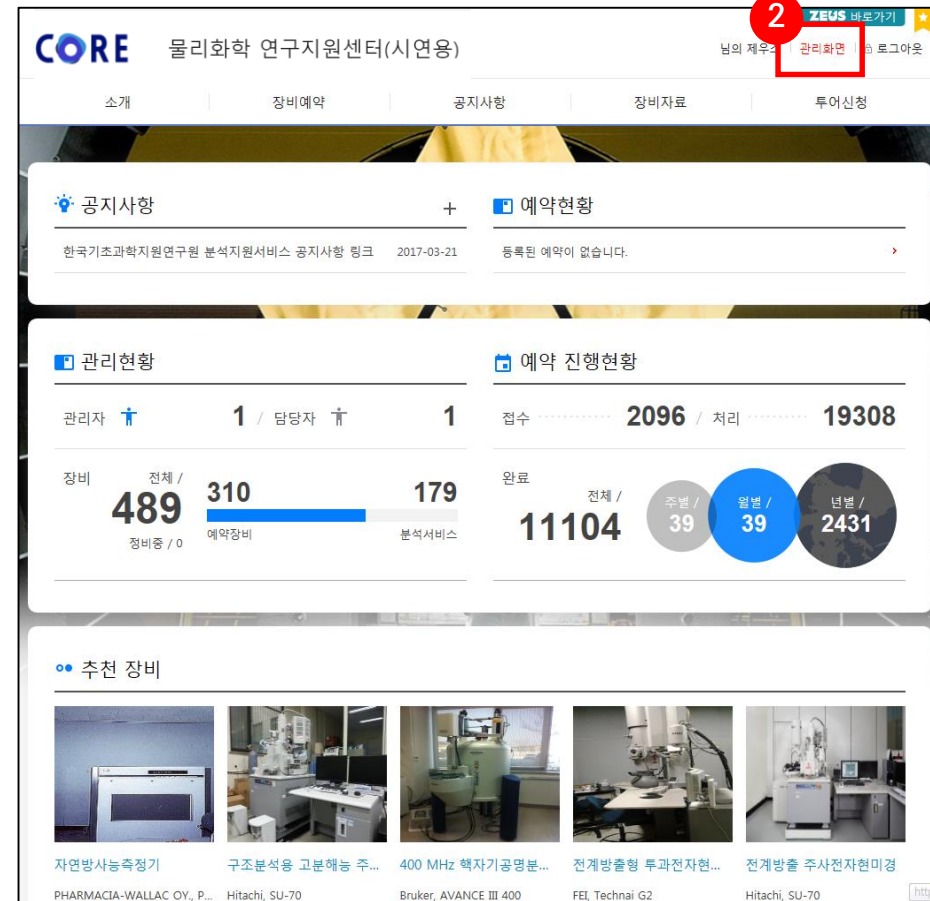 2
ZEUS 바로가기
CORE 물리화학 연구지원센터(시연용)
님의 제우스 관리화면 로그아웃
소개 장비예약 공지사항 장비자료 투어신청
공지사항 +
한국기초과학지원연구원 분석지원서비스 공지사항 링크 2017-03-21
예약현황
등록된 예약이 없습니다.
관리현황
관리자 1 / 담당자 1
장비 전체 /
489
정비중 / 0
310 179
예약장비 분석서비스
예약 진행현황
접수 2096 / 처리 19308
완료 전체 /
11104
주별 /
39
월별 /
39
년별 /
2431
추천 장비
자연방사능측정기
PHARMACIA-WALLAC OY., P...
구조분석용 고분해능 주...
Hitachi, SU-70
400 MHz 핵자기공명분...
Bruker, AVANCE III 400
전계방출형 투과전자현...
FEI, Technai G2
전계방출 주사전자현미경
Hitachi, SU-70